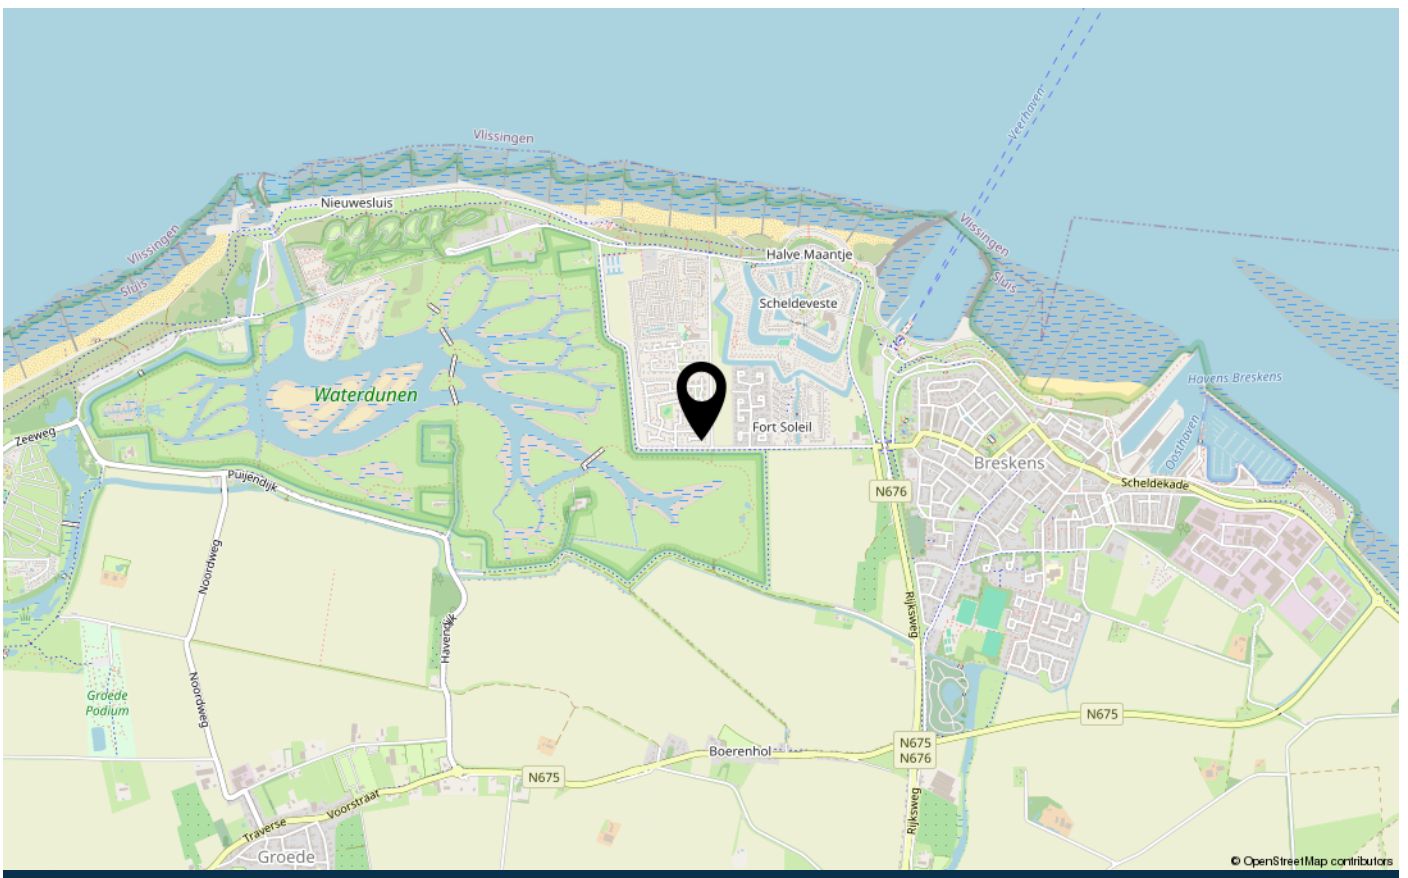 Veerhaven
Vlissingen
Nieuwesluis
Vlissingen
Sluis
Vlissingen
Sluis
Halve Maantje
Scheldeveste
Waterdunen
Havens Breskens
Zeeweg
Fort Soleil
Oosthaven
Breskens
Puijendijk
Scheldekade
N676
Noordweg
Rijksweg
Havendijk
Noordweg
Groede
Podium
N675
N675
N676
Boerenhol
N675
Voorstraat
Traverse
Rijksweg
Groede
© OpenStreetMap contributors